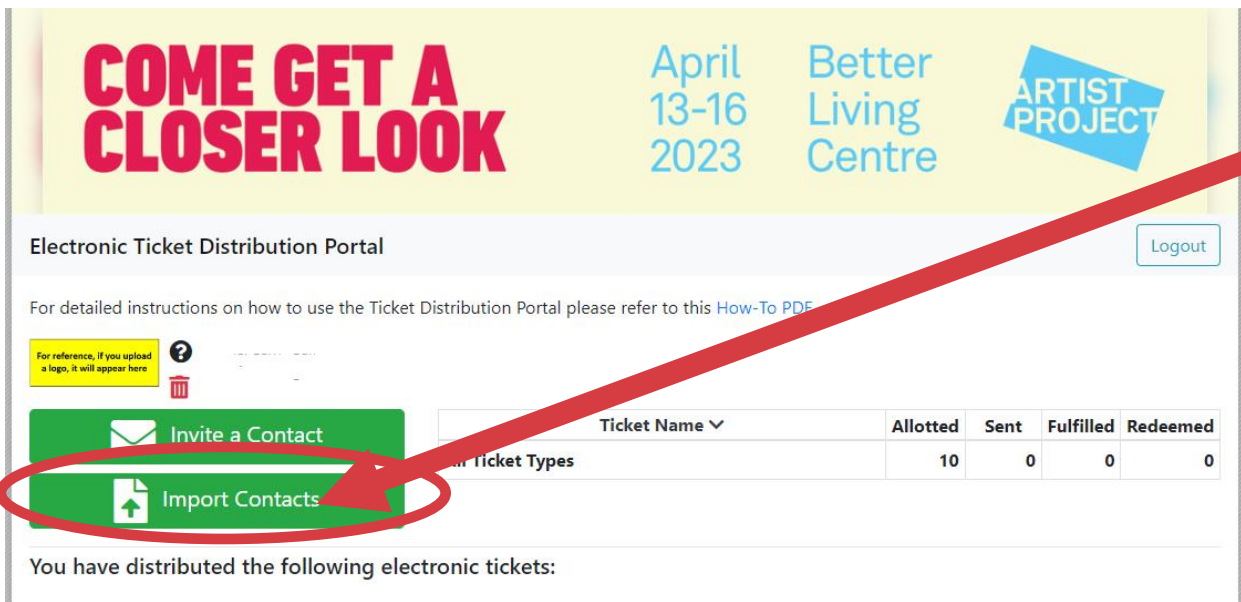 COME GET A
CLOSER LOOK
April
13-16
2023
Better
Living
Centre
ARTIST
PROJECT
Electronic Ticket Distribution Portal
Logout
For detailed instructions on how to use the Ticket Distribution Portal please refer to this How-To PDF
For reference, if you upload
a logo, it will appear here
Invite a Contact
Import Contacts
Ticket Name Allotted Sent Fulfilled Redeemed
Ticket Types 10 0 0 0
You have distributed the following electronic tickets: